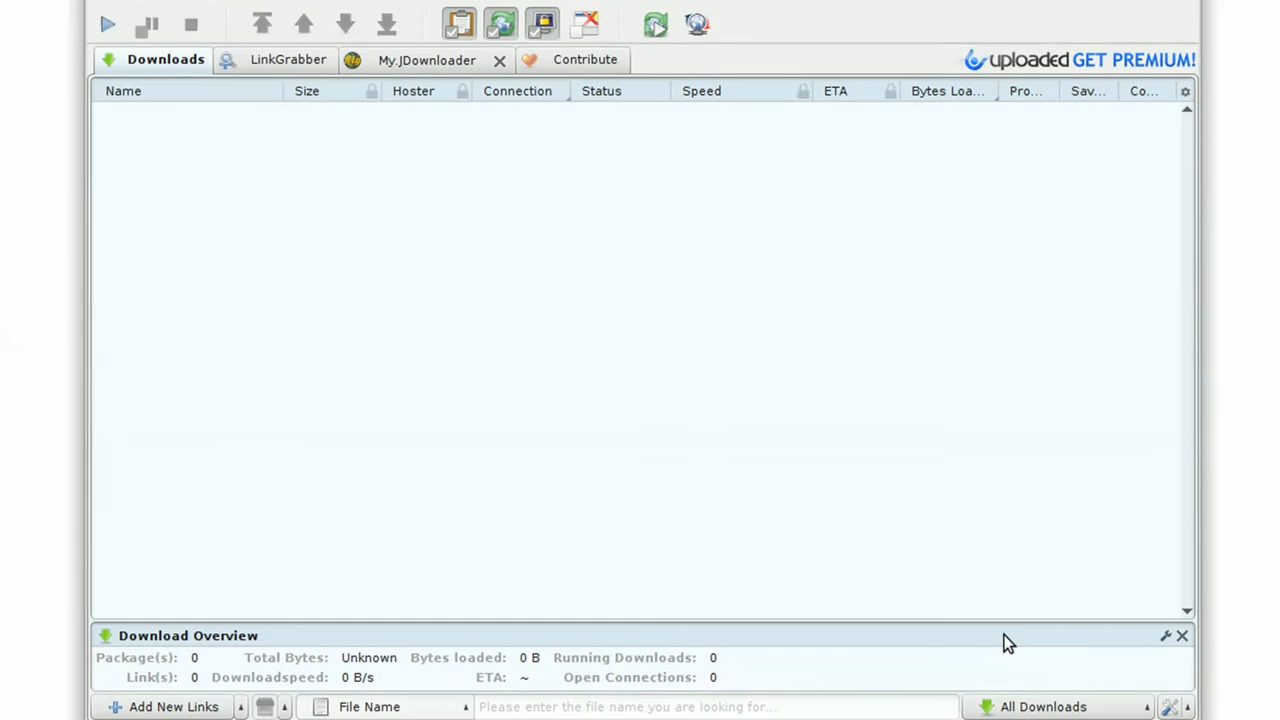 Downloads LinkGrabber My.JDownloader Contribute uploaded GET PREMIUM!
Name Size Hoster Connection Status Speed ETA Bytes Loa... Pro... Sav... Co...
Download Overview
Package(s): 0 Total Bytes: Unknown Bytes loaded: 0 B Running Downloads: 0
Link(s): 0 Downloadspeed: 0 B/s ETA: ~ Open Connections: 0
Add New Links File Name Please enter the file name you are looking for... All Downloads